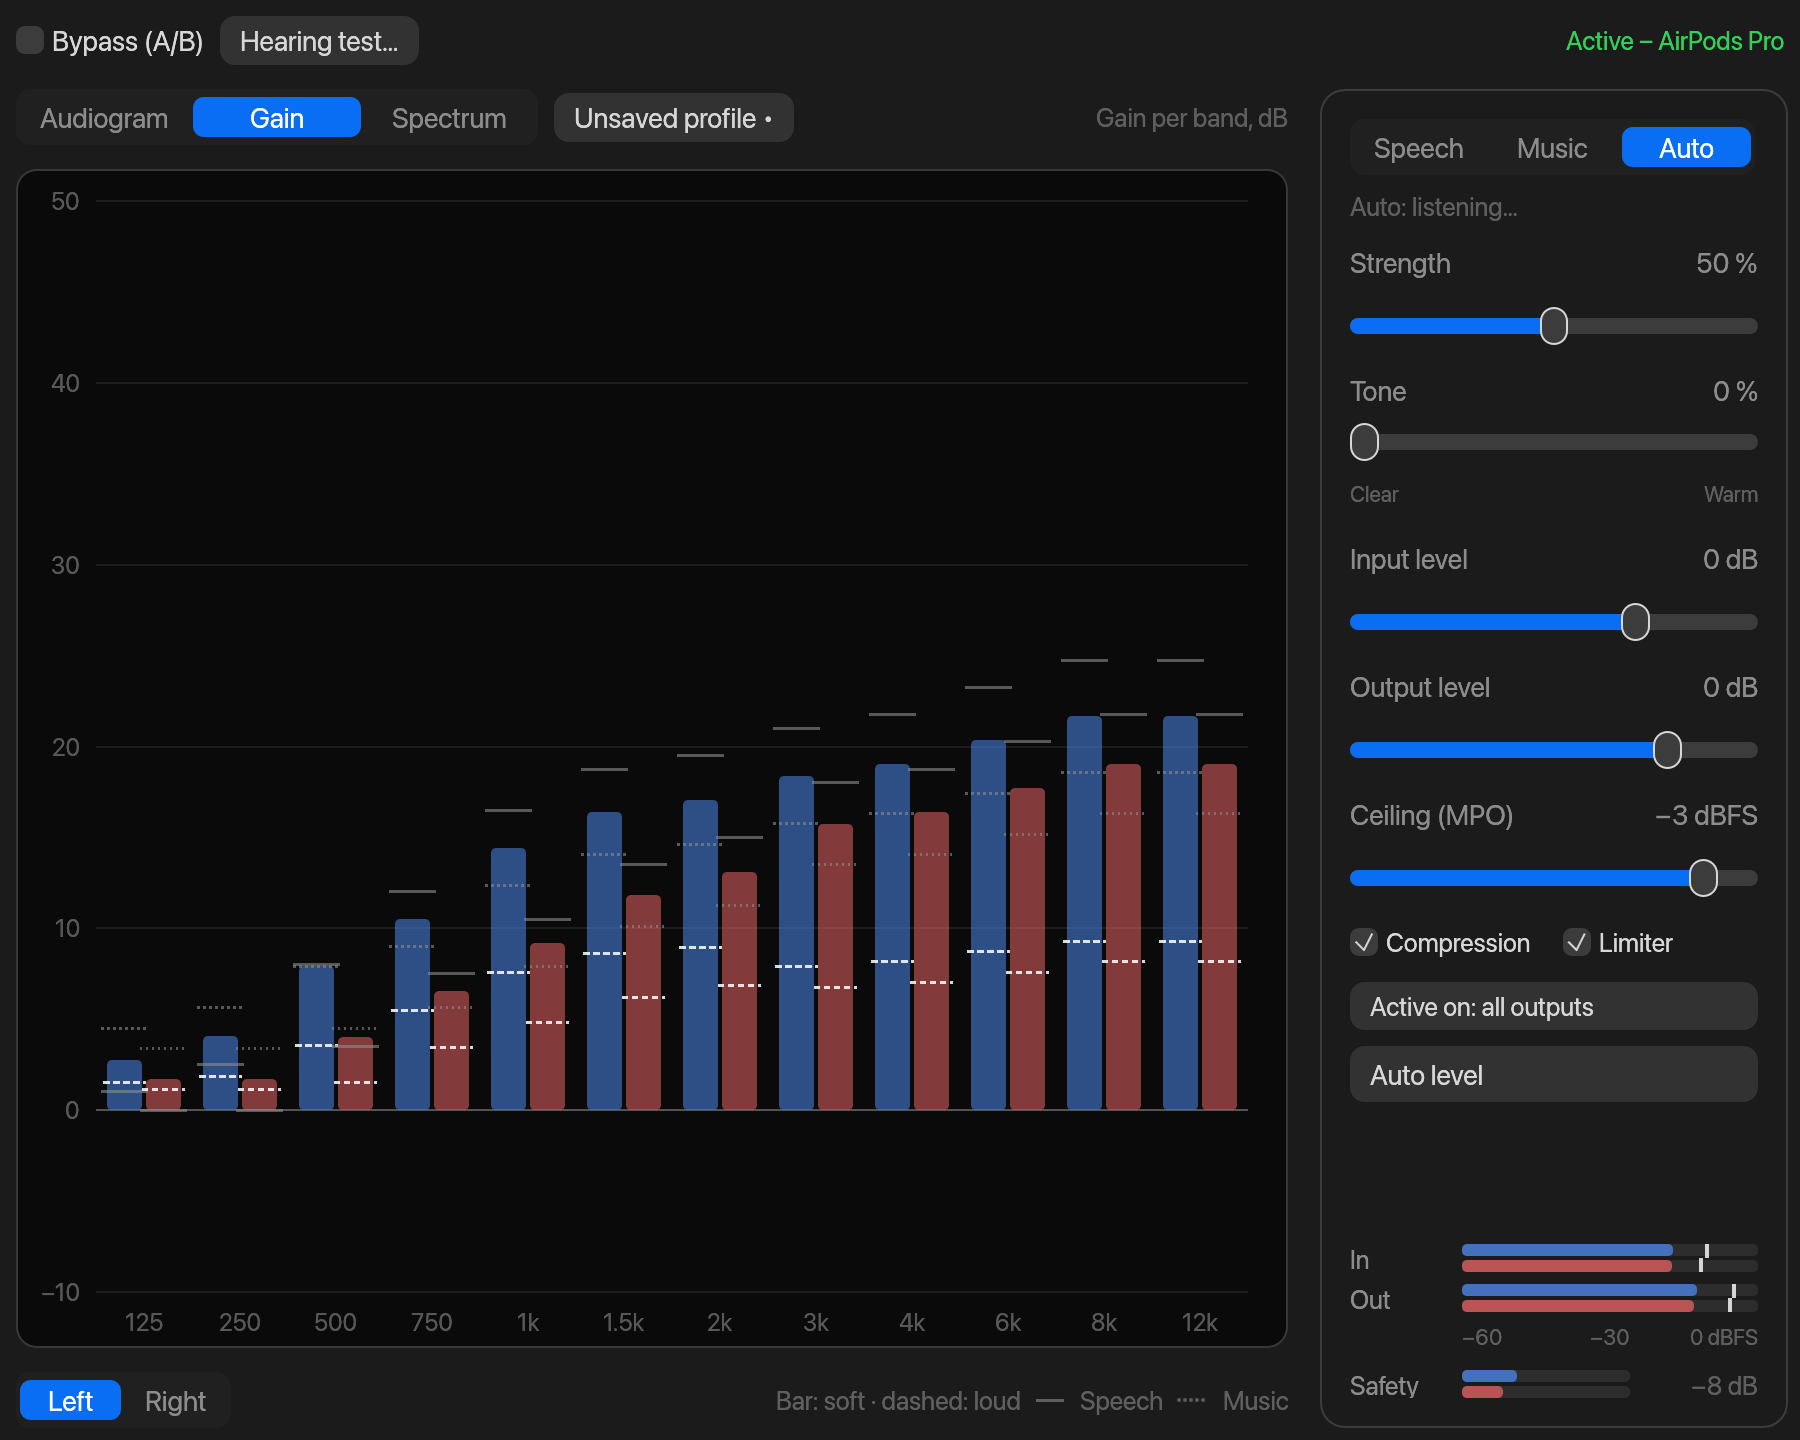 Bypass (A/B)
Hearing test...
Active – AirPods Pro
Audiogram
Gain
Spectrum
Unsaved profile •
Gain per band, dB
50
40
30
20
10
0
−10
125
250
500
750
1k
1.5k
2k
3k
4k
6k
8k
12k
Left
Right
Bar: soft · dashed: loud
Speech
Music
Speech
Music
Auto
Auto: listening...
Strength
50 %
Tone
0 %
Clear
Warm
Input level
0 dB
Output level
0 dB
Ceiling (MPO)
−3 dBFS
Compression
Limiter
Active on: all outputs
Auto level
In
Out
−60
−30
0 dBFS
Safety
−8 dB